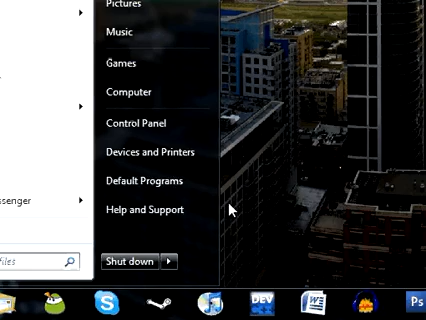 Pictures
Music
Games
Computer
Control Panel
Devices and Printers
Default Programs
Help and Support
ssenger
files
Shut down
DEV
W
Ps